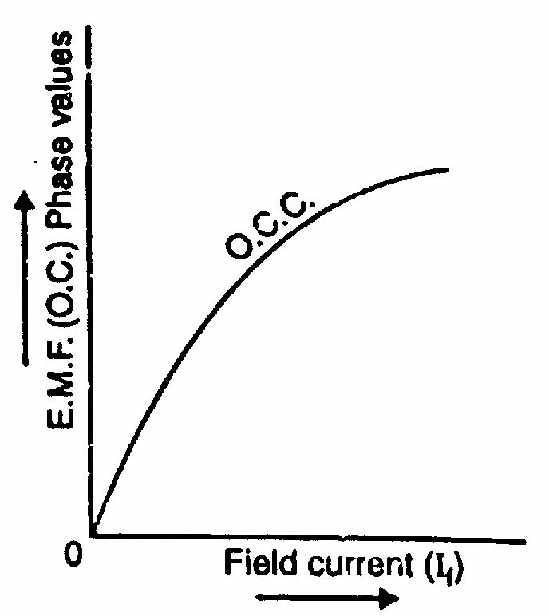 E.M.F. (O.C.) Phase values
O.C.C.
0
Field current (If)